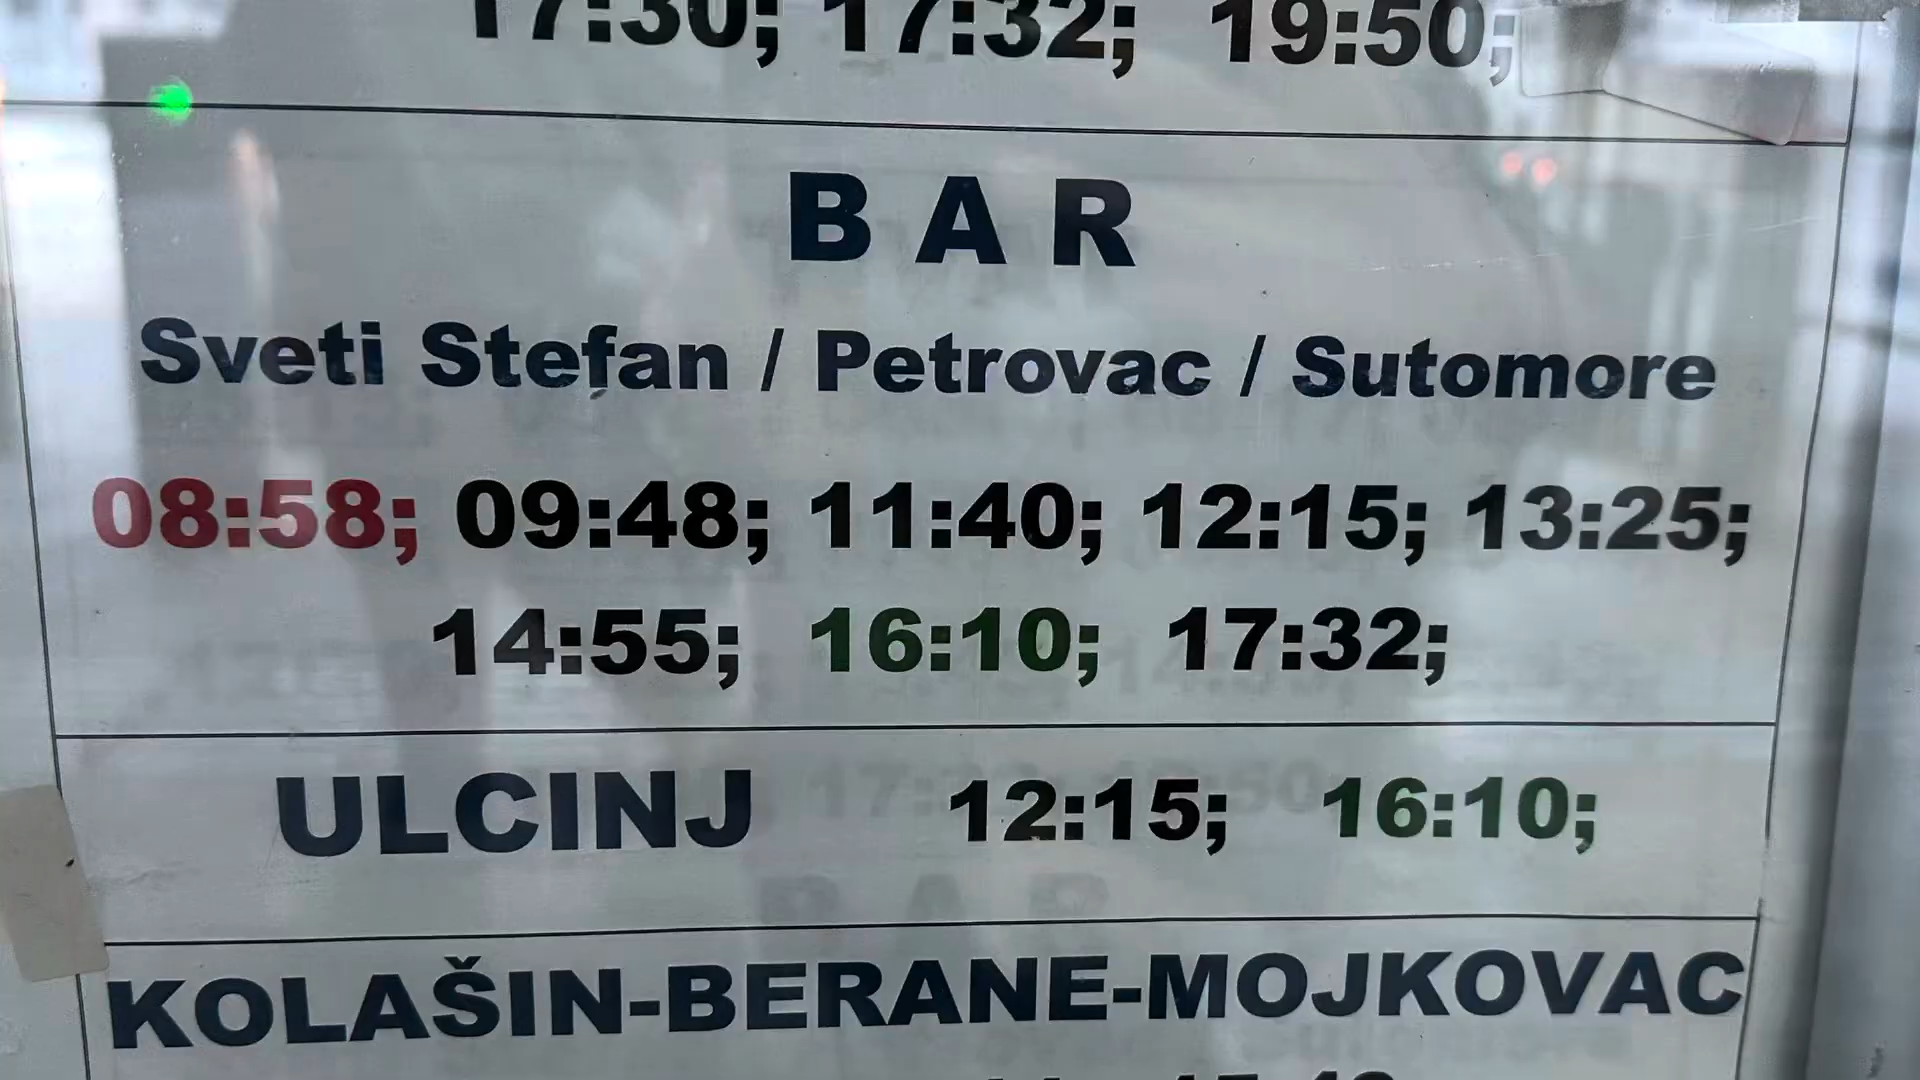 17:30; 17:32; 19:50;
BAR
Sveti Stefan / Petrovac / Sutomore
08:58; 09:48; 11:40; 12:15; 13:25;
14:55; 16:10; 17:32;
ULCINJ 12:15; 16:10;
KOLAŠIN-BERANE-MOJKOVAC